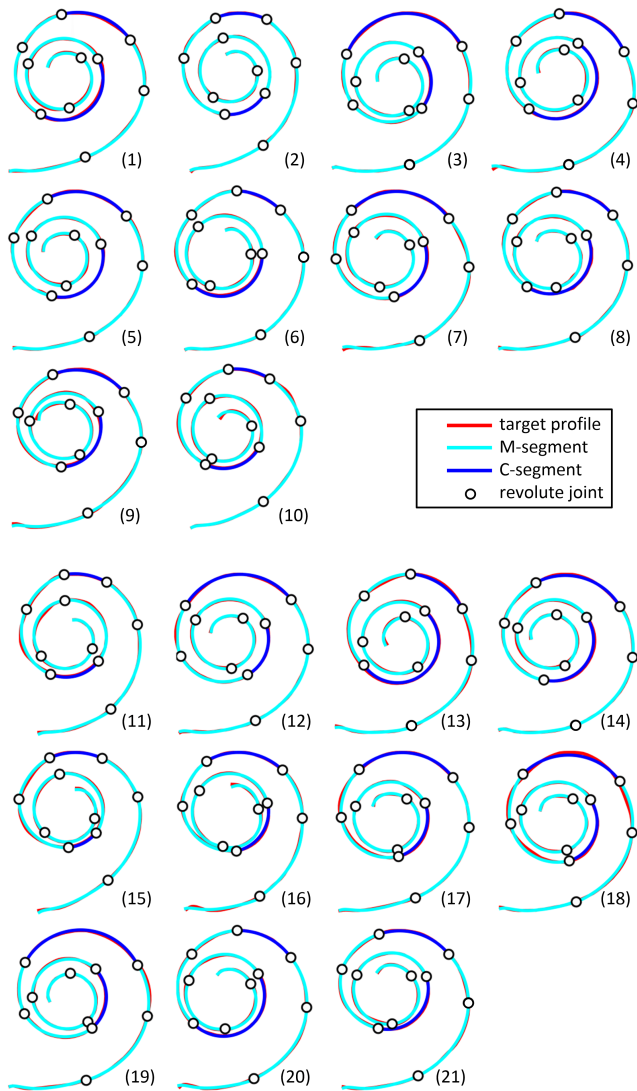 (1) (2) (3) (4)
(5) (6) (7) (8)
(9) (10)
target profile
M-segment
C-segment
revolute joint
(11) (12) (13) (14)
(15) (16) (17) (18)
(19) (20) (21)